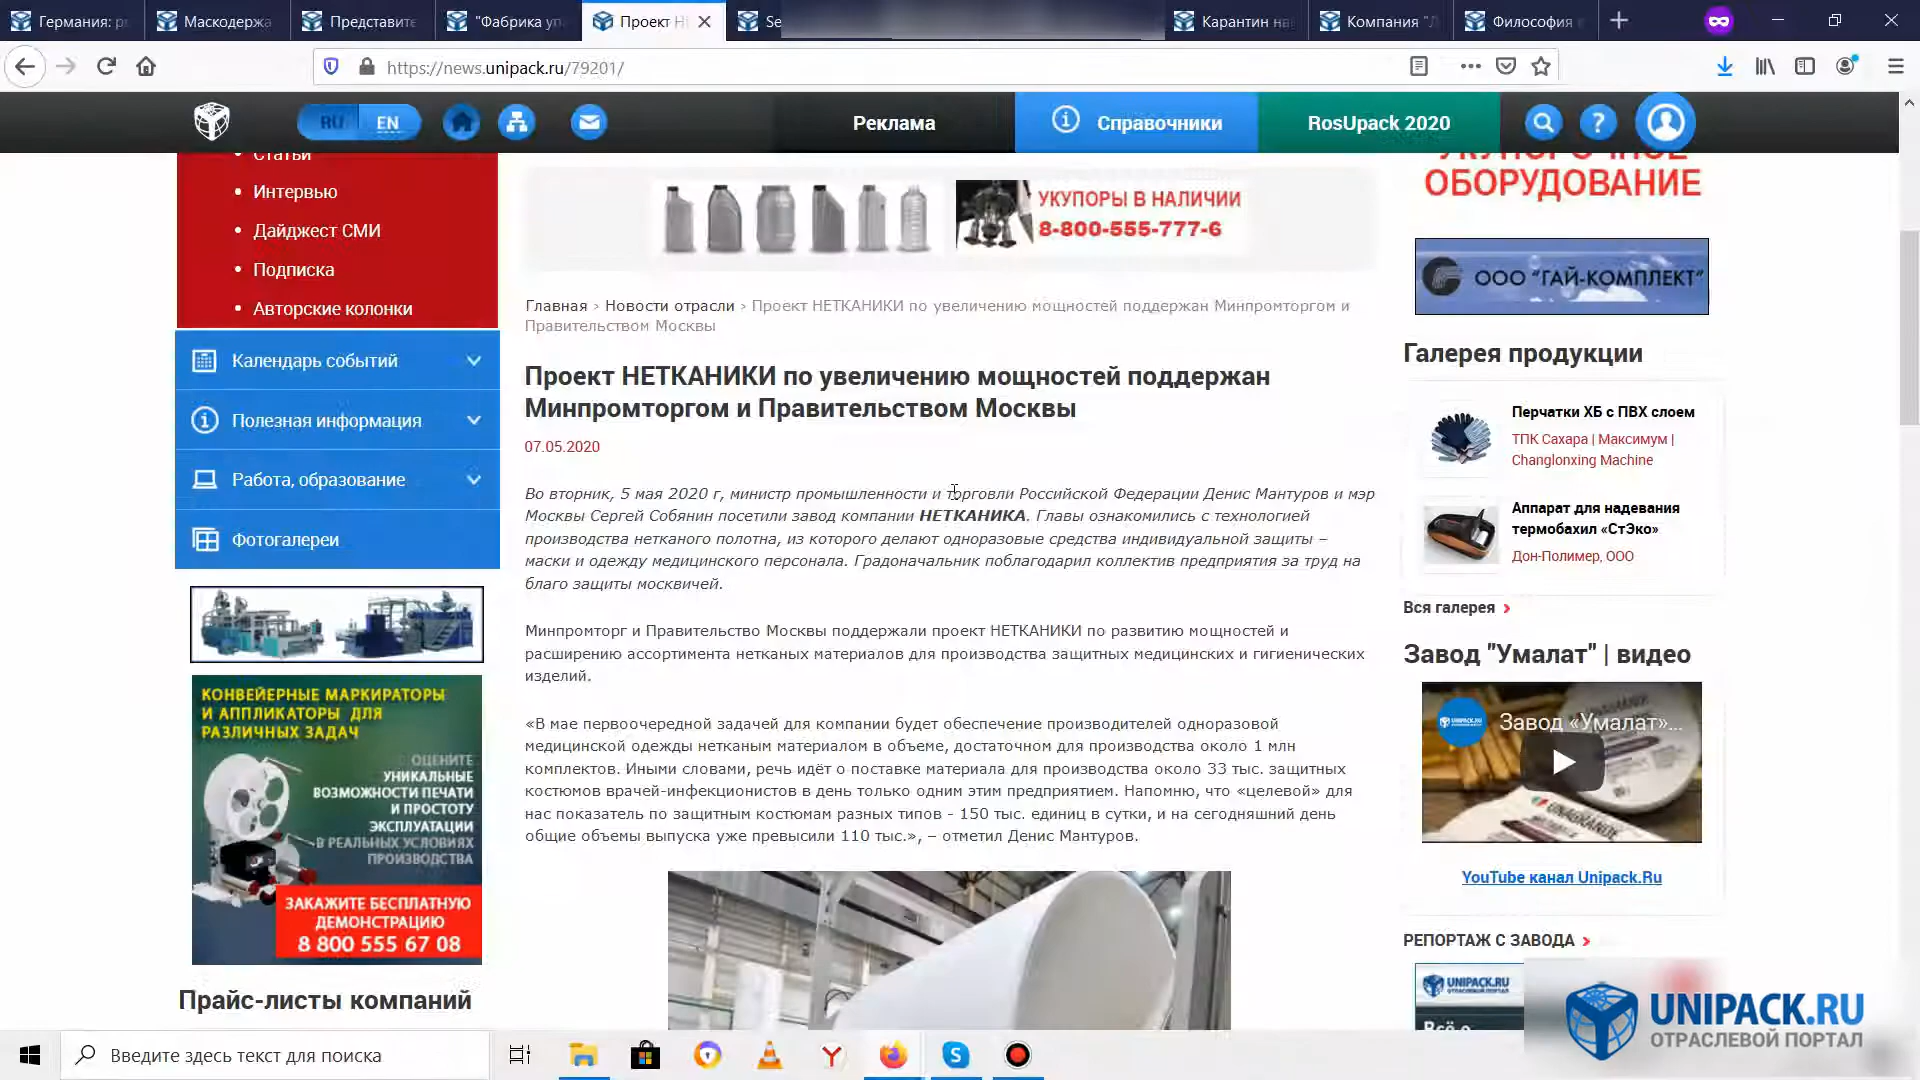 Германия: р
Маскодержа
Представите
"Фабрика уп
Проект Н
Se
Карантин на
Компания "Л
Философия
https://news.unipack.ru/79201/
RU
EN
Реклама
Справочники
RosUpack 2020
Статьи
Интервью
Дайджест СМИ
Подписка
Авторские колонки
Календарь событий
Полезная информация
Работа, образование
Фотогалереи
КОНВЕЙЕРНЫЕ МАРКИРАТОРЫ
И АППЛИКАТОРЫ ДЛЯ
РАЗЛИЧНЫХ ЗАДАЧ
ОЦЕНИТЕ
УНИКАЛЬНЫЕ
ВОЗМОЖНОСТИ ПЕЧАТИ
И ПРОСТОТУ
ЭКСПЛУАТАЦИИ
В РЕАЛЬНЫХ УСЛОВИЯХ
ПРОИЗВОДСТВА
ЗАКАЖИТЕ БЕСПЛАТНУЮ
ДЕМОНСТРАЦИЮ
8 800 555 67 08
Прайс-листы компаний
УКУПОРЫ В НАЛИЧИИ
8-800-555-777-6
Главная › Новости отрасли › Проект НЕТКАНИКИ по увеличению мощностей поддержан Минпромторгом и
Правительством Москвы
Проект НЕТКАНИКИ по увеличению мощностей поддержан
Минпромторгом и Правительством Москвы
07.05.2020
Во вторник, 5 мая 2020 г, министр промышленности и торговли Российской Федерации Денис Мантуров и мэр
Москвы Сергей Собянин посетили завод компании НЕТКАНИКА. Главы ознакомились с технологией
производства нетканого полотна, из которого делают одноразовые средства индивидуальной защиты –
маски и одежду медицинского персонала. Градоначальник поблагодарил коллектив предприятия за труд на
благо защиты москвичей.
Минпромторг и Правительство Москвы поддержали проект НЕТКАНИКИ по развитию мощностей и
расширению ассортимента нетканых материалов для производства защитных медицинских и гигиенических
изделий.
«В мае первоочередной задачей для компании будет обеспечение производителей одноразовой
медицинской одежды нетканым материалом в объеме, достаточном для производства около 1 млн
комплектов. Иными словами, речь идёт о поставке материала для производства около 33 тыс. защитных
костюмов врачей-инфекционистов в день только одним этим предприятием. Напомню, что «целевой» для
нас показатель по защитным костюмам разных типов - 150 тыс. единиц в сутки, и на сегодняшний день
общие объемы выпуска уже превысили 110 тыс.», – отметил Денис Мантуров.
УКУПОРОЧНОЕ
ОБОРУДОВАНИЕ
ООО "ГАЙ-КОМПЛЕКТ"
Галерея продукции
Перчатки ХБ с ПВХ слоем
ТПК Сахара | Максимум |
Changlonxing Machine
Аппарат для надевания
термобахил «СтЭко»
Дон-Полимер, ООО
Вся галерея
Завод "Умалат" | видео
Завод «Умалат»...
YouTube канал Unipack.Ru
РЕПОРТАЖ С ЗАВОДА
UNIPACK.RU
ОТРАСЛЕВОЙ ПОРТАЛ
Всё о
UNIPACK.RU
ОТРАСЛЕВОЙ ПОРТАЛ
Введите здесь текст для поиска